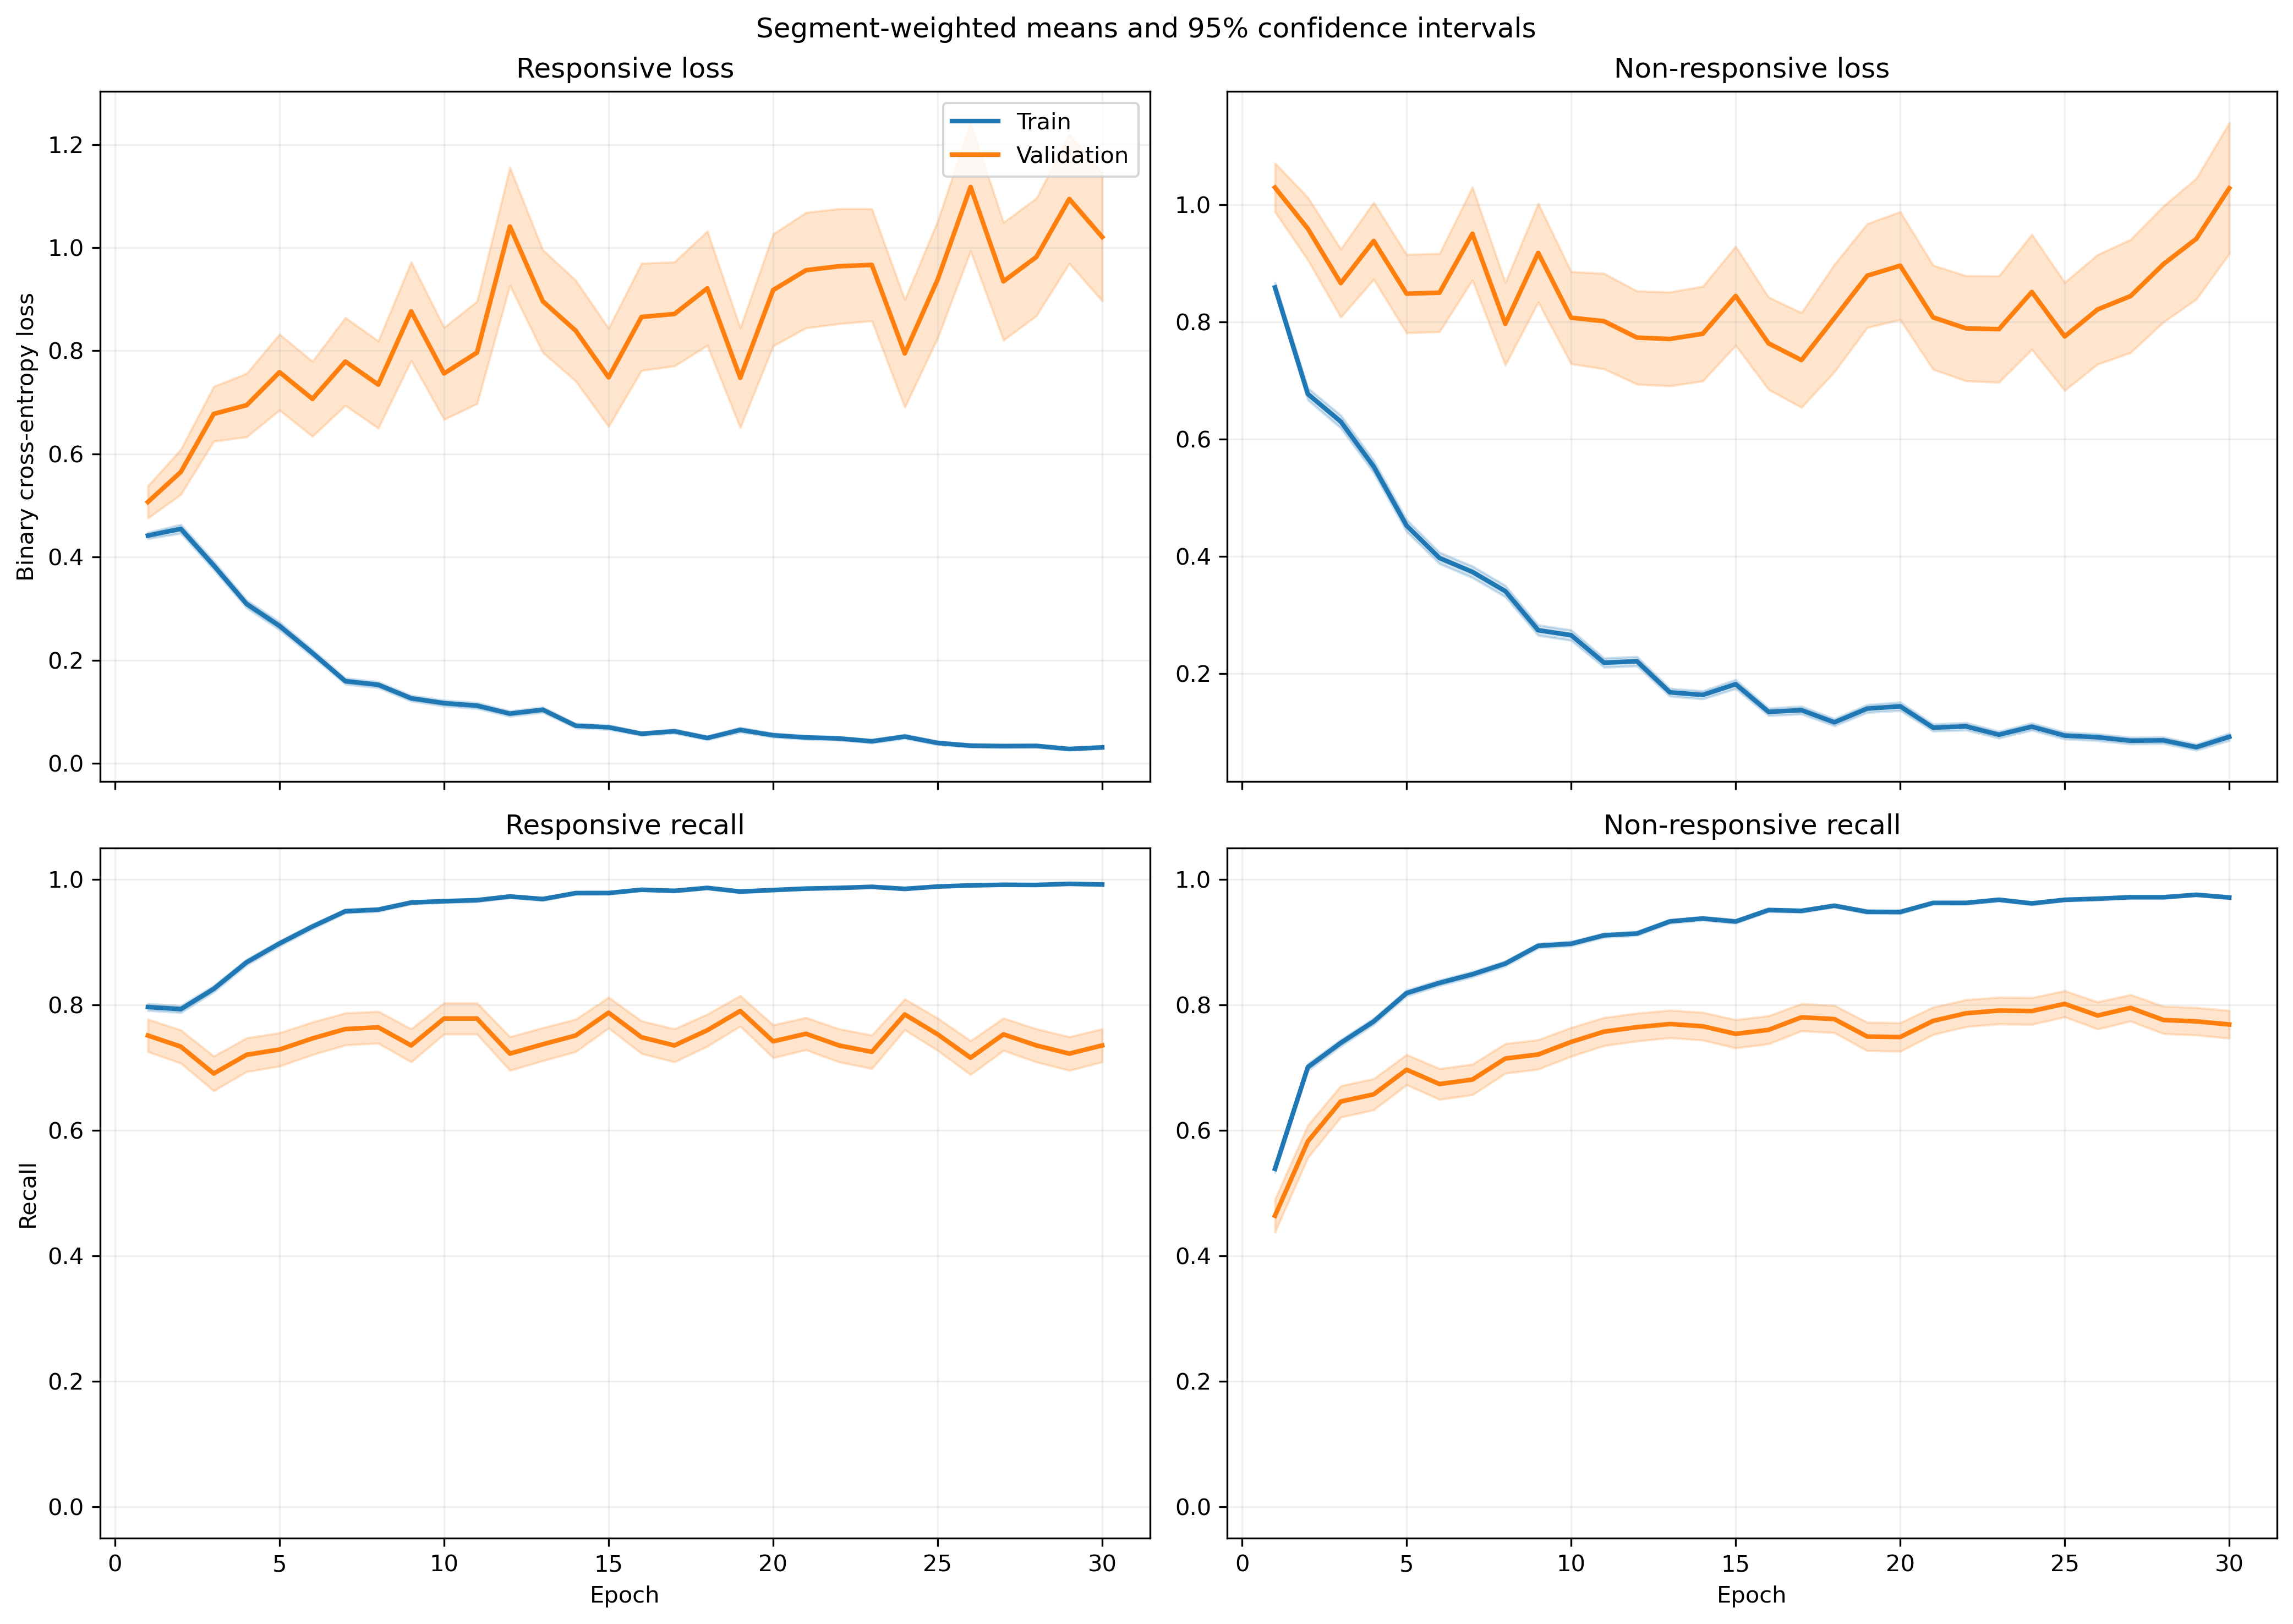 Segment-weighted means and 95% confidence intervals
Responsive loss
Non-responsive loss
Train
Validation
Binary cross-entropy loss
1.2
1.0
0.8
0.6
0.4
0.2
0.0
1.0
0.8
0.6
0.4
0.2
Responsive recall
Non-responsive recall
Recall
1.0
0.8
0.6
0.4
0.2
0.0
1.0
0.8
0.6
0.4
0.2
0.0
0 5 10 15 20 25 30
0 5 10 15 20 25 30
Epoch
Epoch